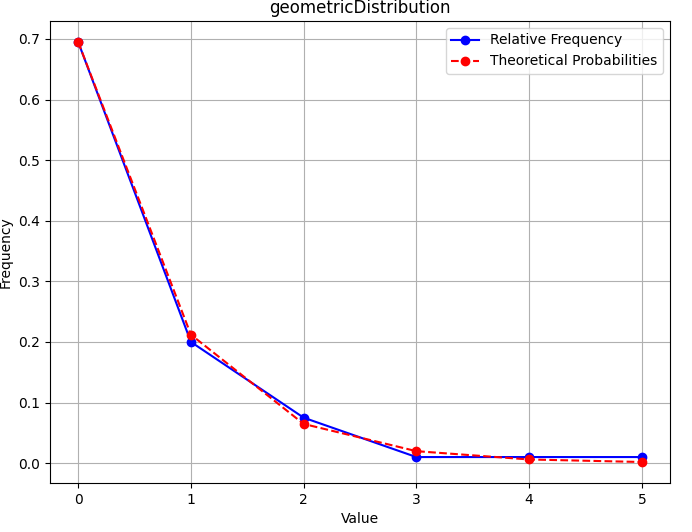 geometricDistribution
Relative Frequency
Theoretical Probabilities
0.7
0.6
0.5
0.4
0.3
0.2
0.1
0.0
Frequency
0 1 2 3 4 5
Value